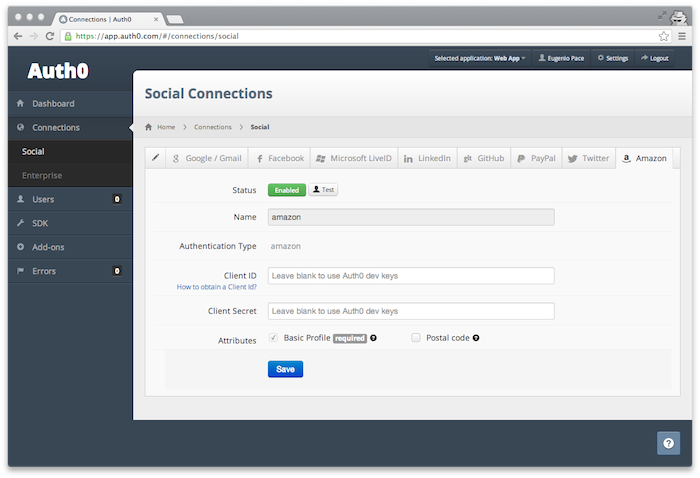 Connections | Auth0
https://app.auth0.com/#/connections/social
Auth0
Selected application: Web App
Eugenio Pace
Settings
Logout
Dashboard
Connections
Social
Enterprise
Users 0
SDK
Add-ons
Errors 0
Social Connections
Home > Connections > Social
Google / Gmail
Facebook
Microsoft LiveID
LinkedIn
GitHub
PayPal
Twitter
Amazon
Status Enabled Test
Name amazon
Authentication Type amazon
Client ID Leave blank to use Auth0 dev keys
How to obtain a Client Id?
Client Secret Leave blank to use Auth0 dev keys
Attributes Basic Profile required ? Postal code ?
Save
?